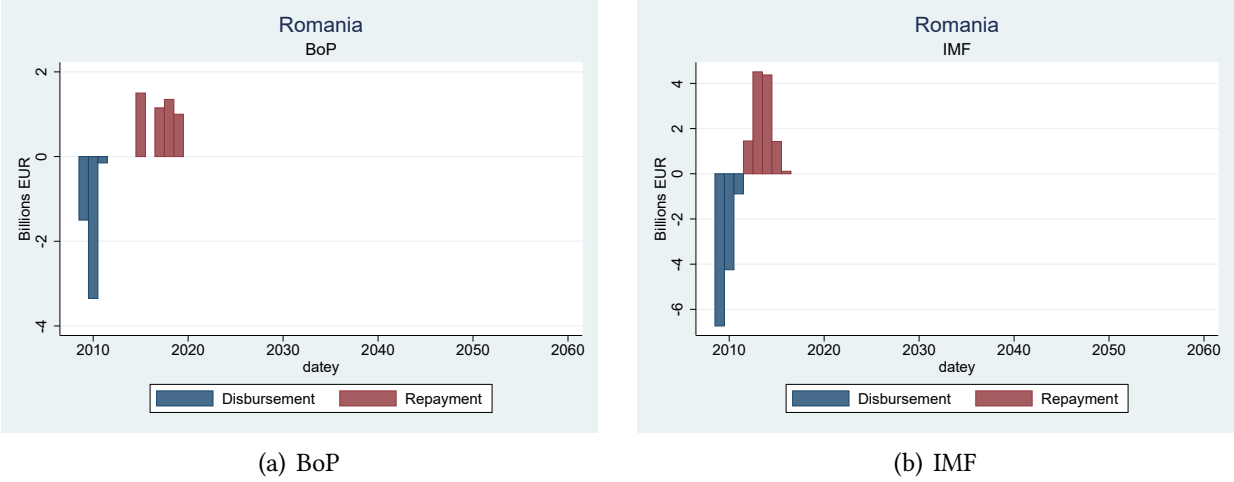 Romania
BoP
Billions EUR
2
0
-2
-4
2010 2020 2030 2040 2050 2060
datey
Disbursement Repayment
(a) BoP
Romania
IMF
Billions EUR
4
2
0
-2
-4
-6
2010 2020 2030 2040 2050 2060
datey
Disbursement Repayment
(b) IMF